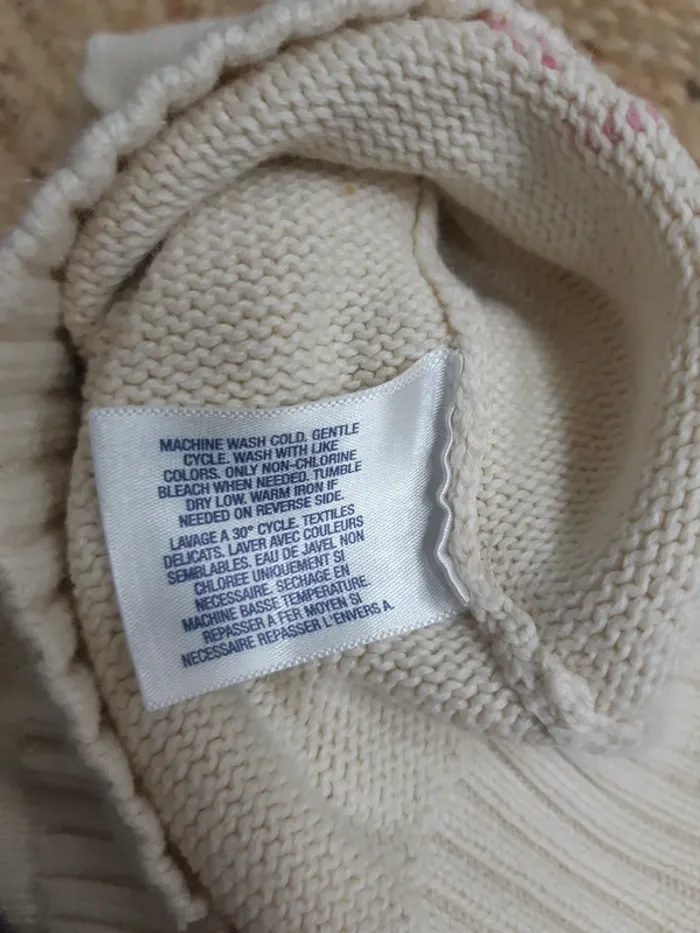 MACHINE WASH COLD. GENTLE
CYCLE. WASH WITH LIKE
COLORS. ONLY NON-CHLORINE
BLEACH WHEN NEEDED. TUMBLE
DRY LOW. WARM IRON IF
NEEDED ON REVERSE SIDE.
LAVAGE A 30° CYCLE. TEXTILES
DELICATS. LAVER AVEC COULEURS
SEMBLABLES. EAU DE JAVEL NON
CHLOREE UNIQUEMENT SI
NECESSAIRE. SECHAGE EN
MACHINE BASSE TEMPERATURE.
REPASSER A FER MOYEN SI
NECESSAIRE REPASSER L'ENVERS A.